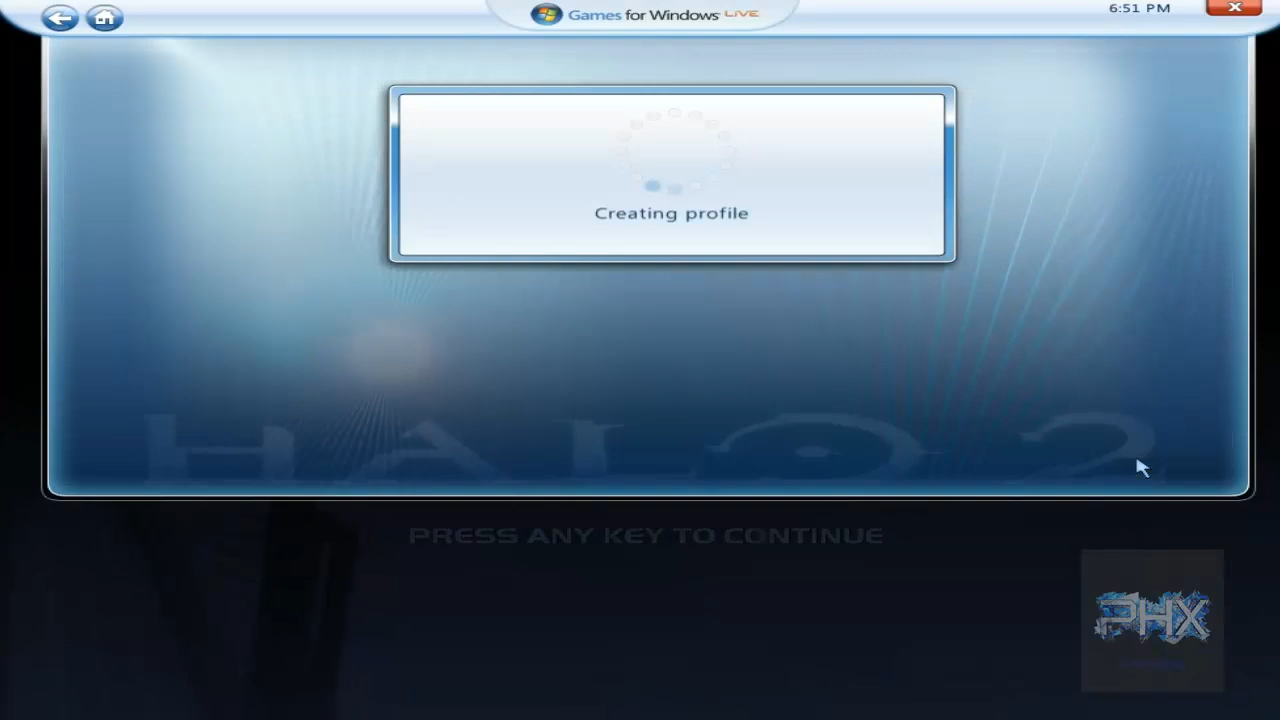 Games for Windows LIVE
6:51 PM
Creating profile
HALO 2
PRESS ANY KEY TO CONTINUE
PHX